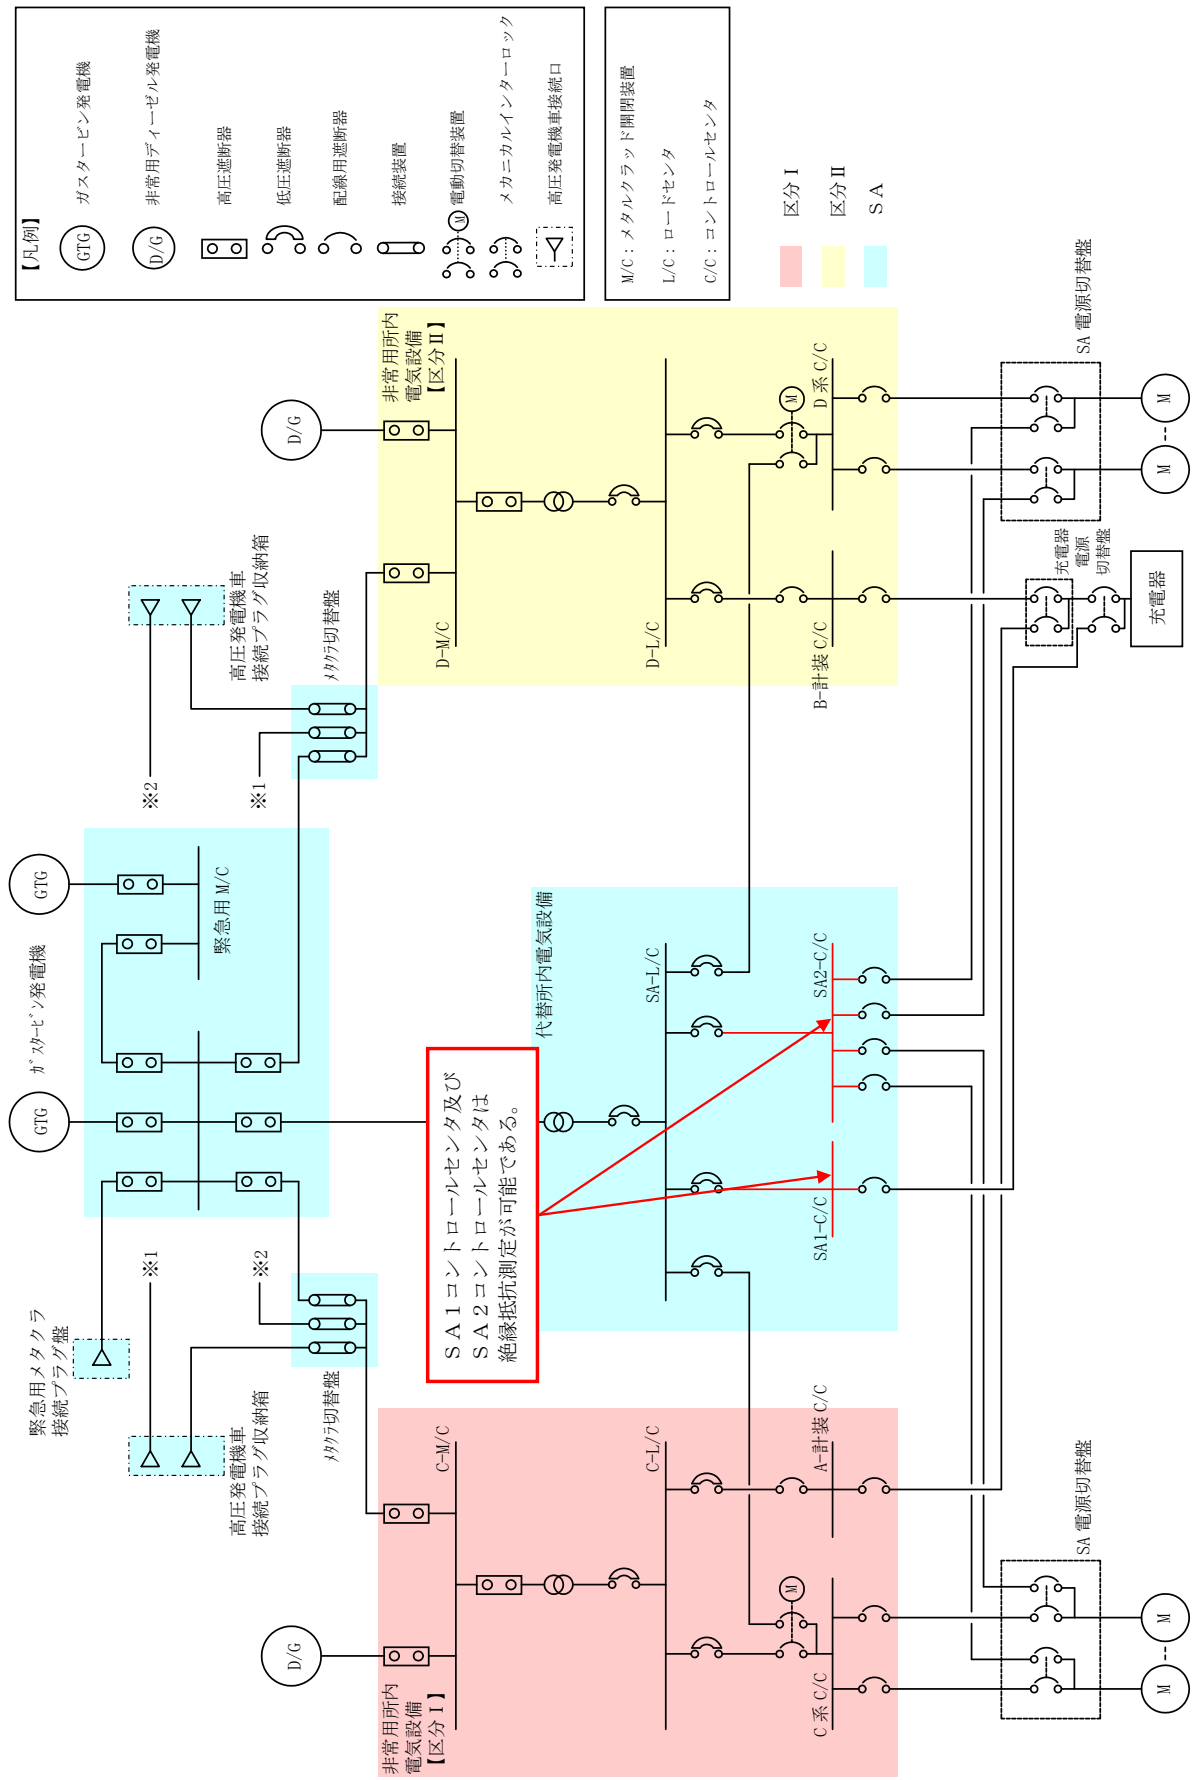 【凡例】
GTG
ガスタービン発電機
D/G
非常用ディーゼル発電機
高圧遮断器
低圧遮断器
配線用遮断器
接続装置
M
電動切替装置
メカニカルインターロック
高圧発電機車接続口
M/C：メタルクラッド開閉装置
L/C：ロードセンタ
C/C：コントロールセンタ
区分Ⅰ
区分Ⅱ
ＳＡ
緊急用メタクラ
接続プラグ盤
GTG
ｶﾞｽﾀｰﾋﾞﾝ発電機
GTG
緊急用 M/C
※1
※2
高圧発電機車
接続プラグ収納箱
ﾒﾀｸﾗ切替盤
※2
※1
高圧発電機車
接続プラグ収納箱
ﾒﾀｸﾗ切替盤
D/G
非常用所内
電気設備
【区分Ⅰ】
C-M/C
C-L/C
M
C 系 C/C
A-計装 C/C
代替所内電気設備
SA-L/C
SA1-C/C
SA2-C/C
ＳＡ１コントロールセンタ及び
ＳＡ２コントロールセンタは
絶縁抵抗測定が可能である。
D/G
非常用所内
電気設備
【区分Ⅱ】
D-M/C
D-L/C
M
B-計装 C/C
D 系 C/C
SA 電源切替盤
M
M
充電器
電源
切替盤
充電器
SA 電源切替盤
M
M